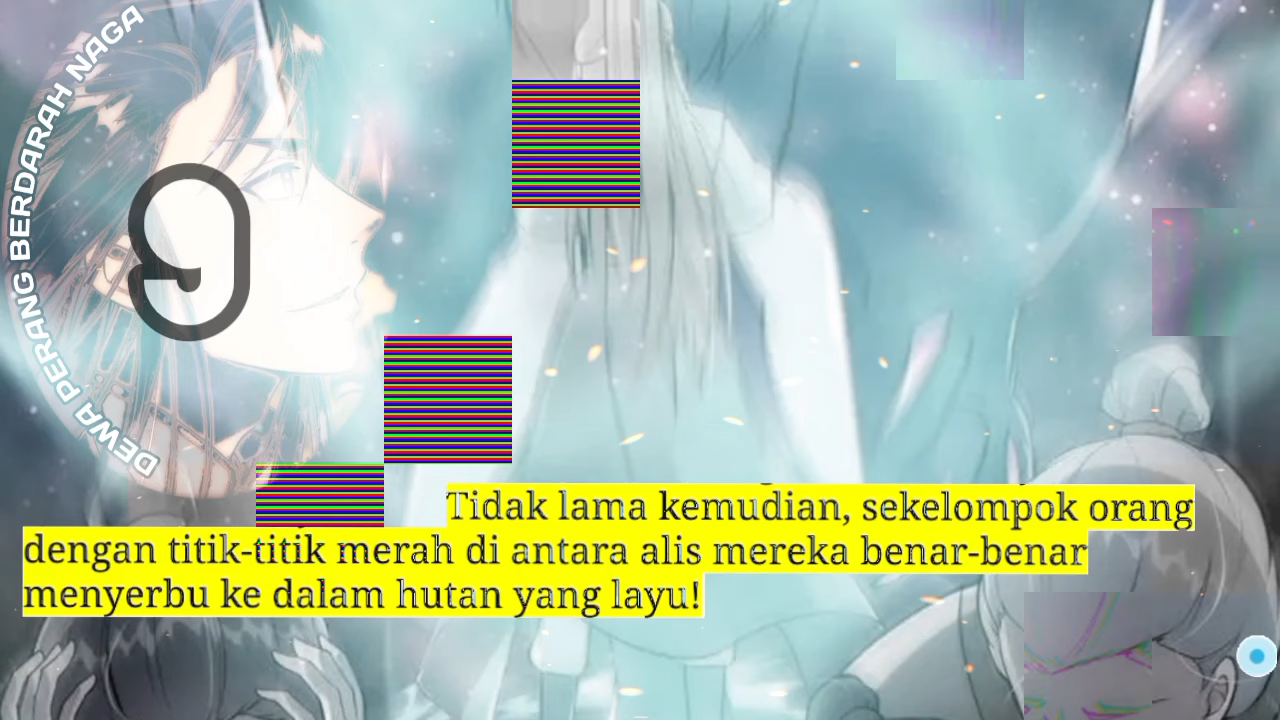 DEWA PERANG BERDARAH NAGA
Tidak lama kemudian, sekelompok orang
dengan titik-titik merah di antara alis mereka benar-benar
menyerbu ke dalam hutan yang layu!